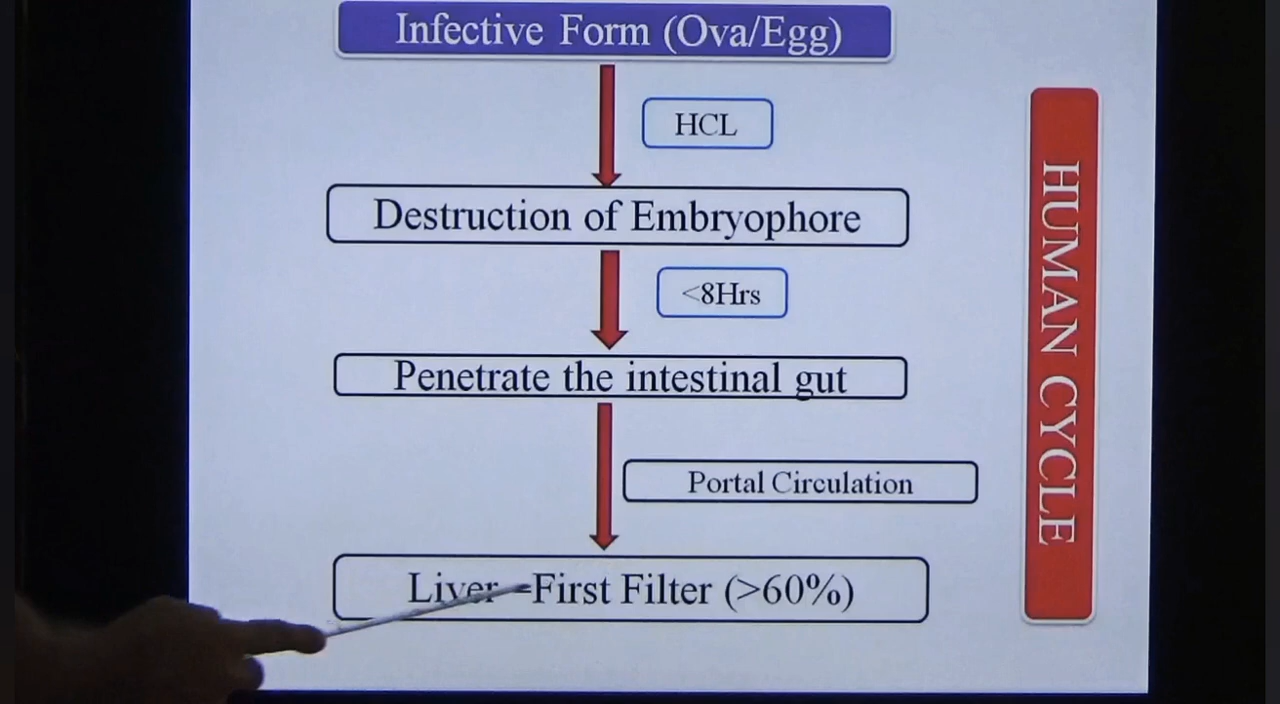 Infective Form (Ova/Egg)
HCL
Destruction of Embryophore
<8Hrs
Penetrate the intestinal gut
Portal Circulation
Liver -First Filter (>60%)
HUMAN CYCLE